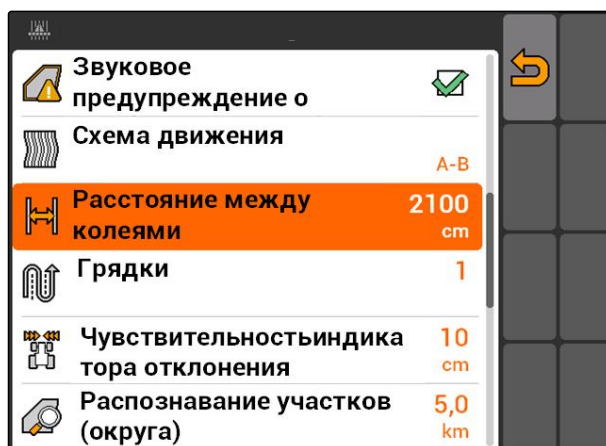 Звуковое
предупреждение о
Схема движения
A-B
Расстояние между
колеями
2100
cm
Грядки
1
Чувствительностьиндика
тора отклонения
10
cm
Распознавание участков
(округа)
5,0
km